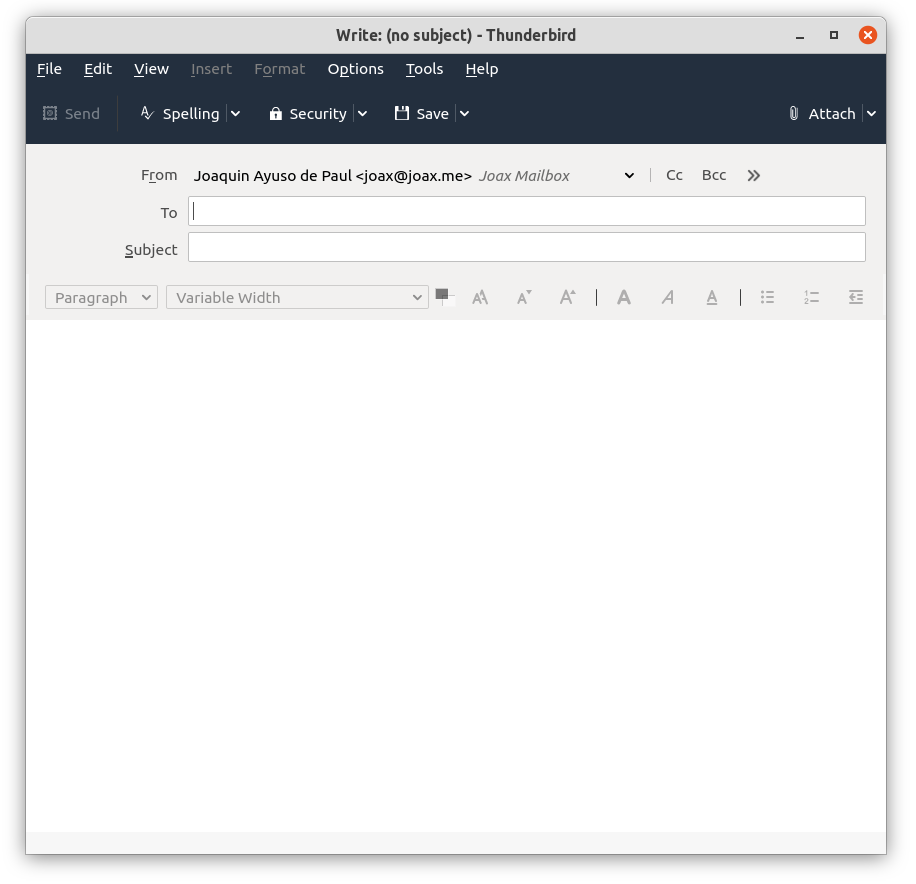 Write: (no subject) - Thunderbird
File Edit View Insert Format Options Tools Help
Send Spelling Security Save Attach
From Joaquin Ayuso de Paul <joax@joax.me> Joax Mailbox Cc Bcc
To
Subject
Paragraph Variable Width